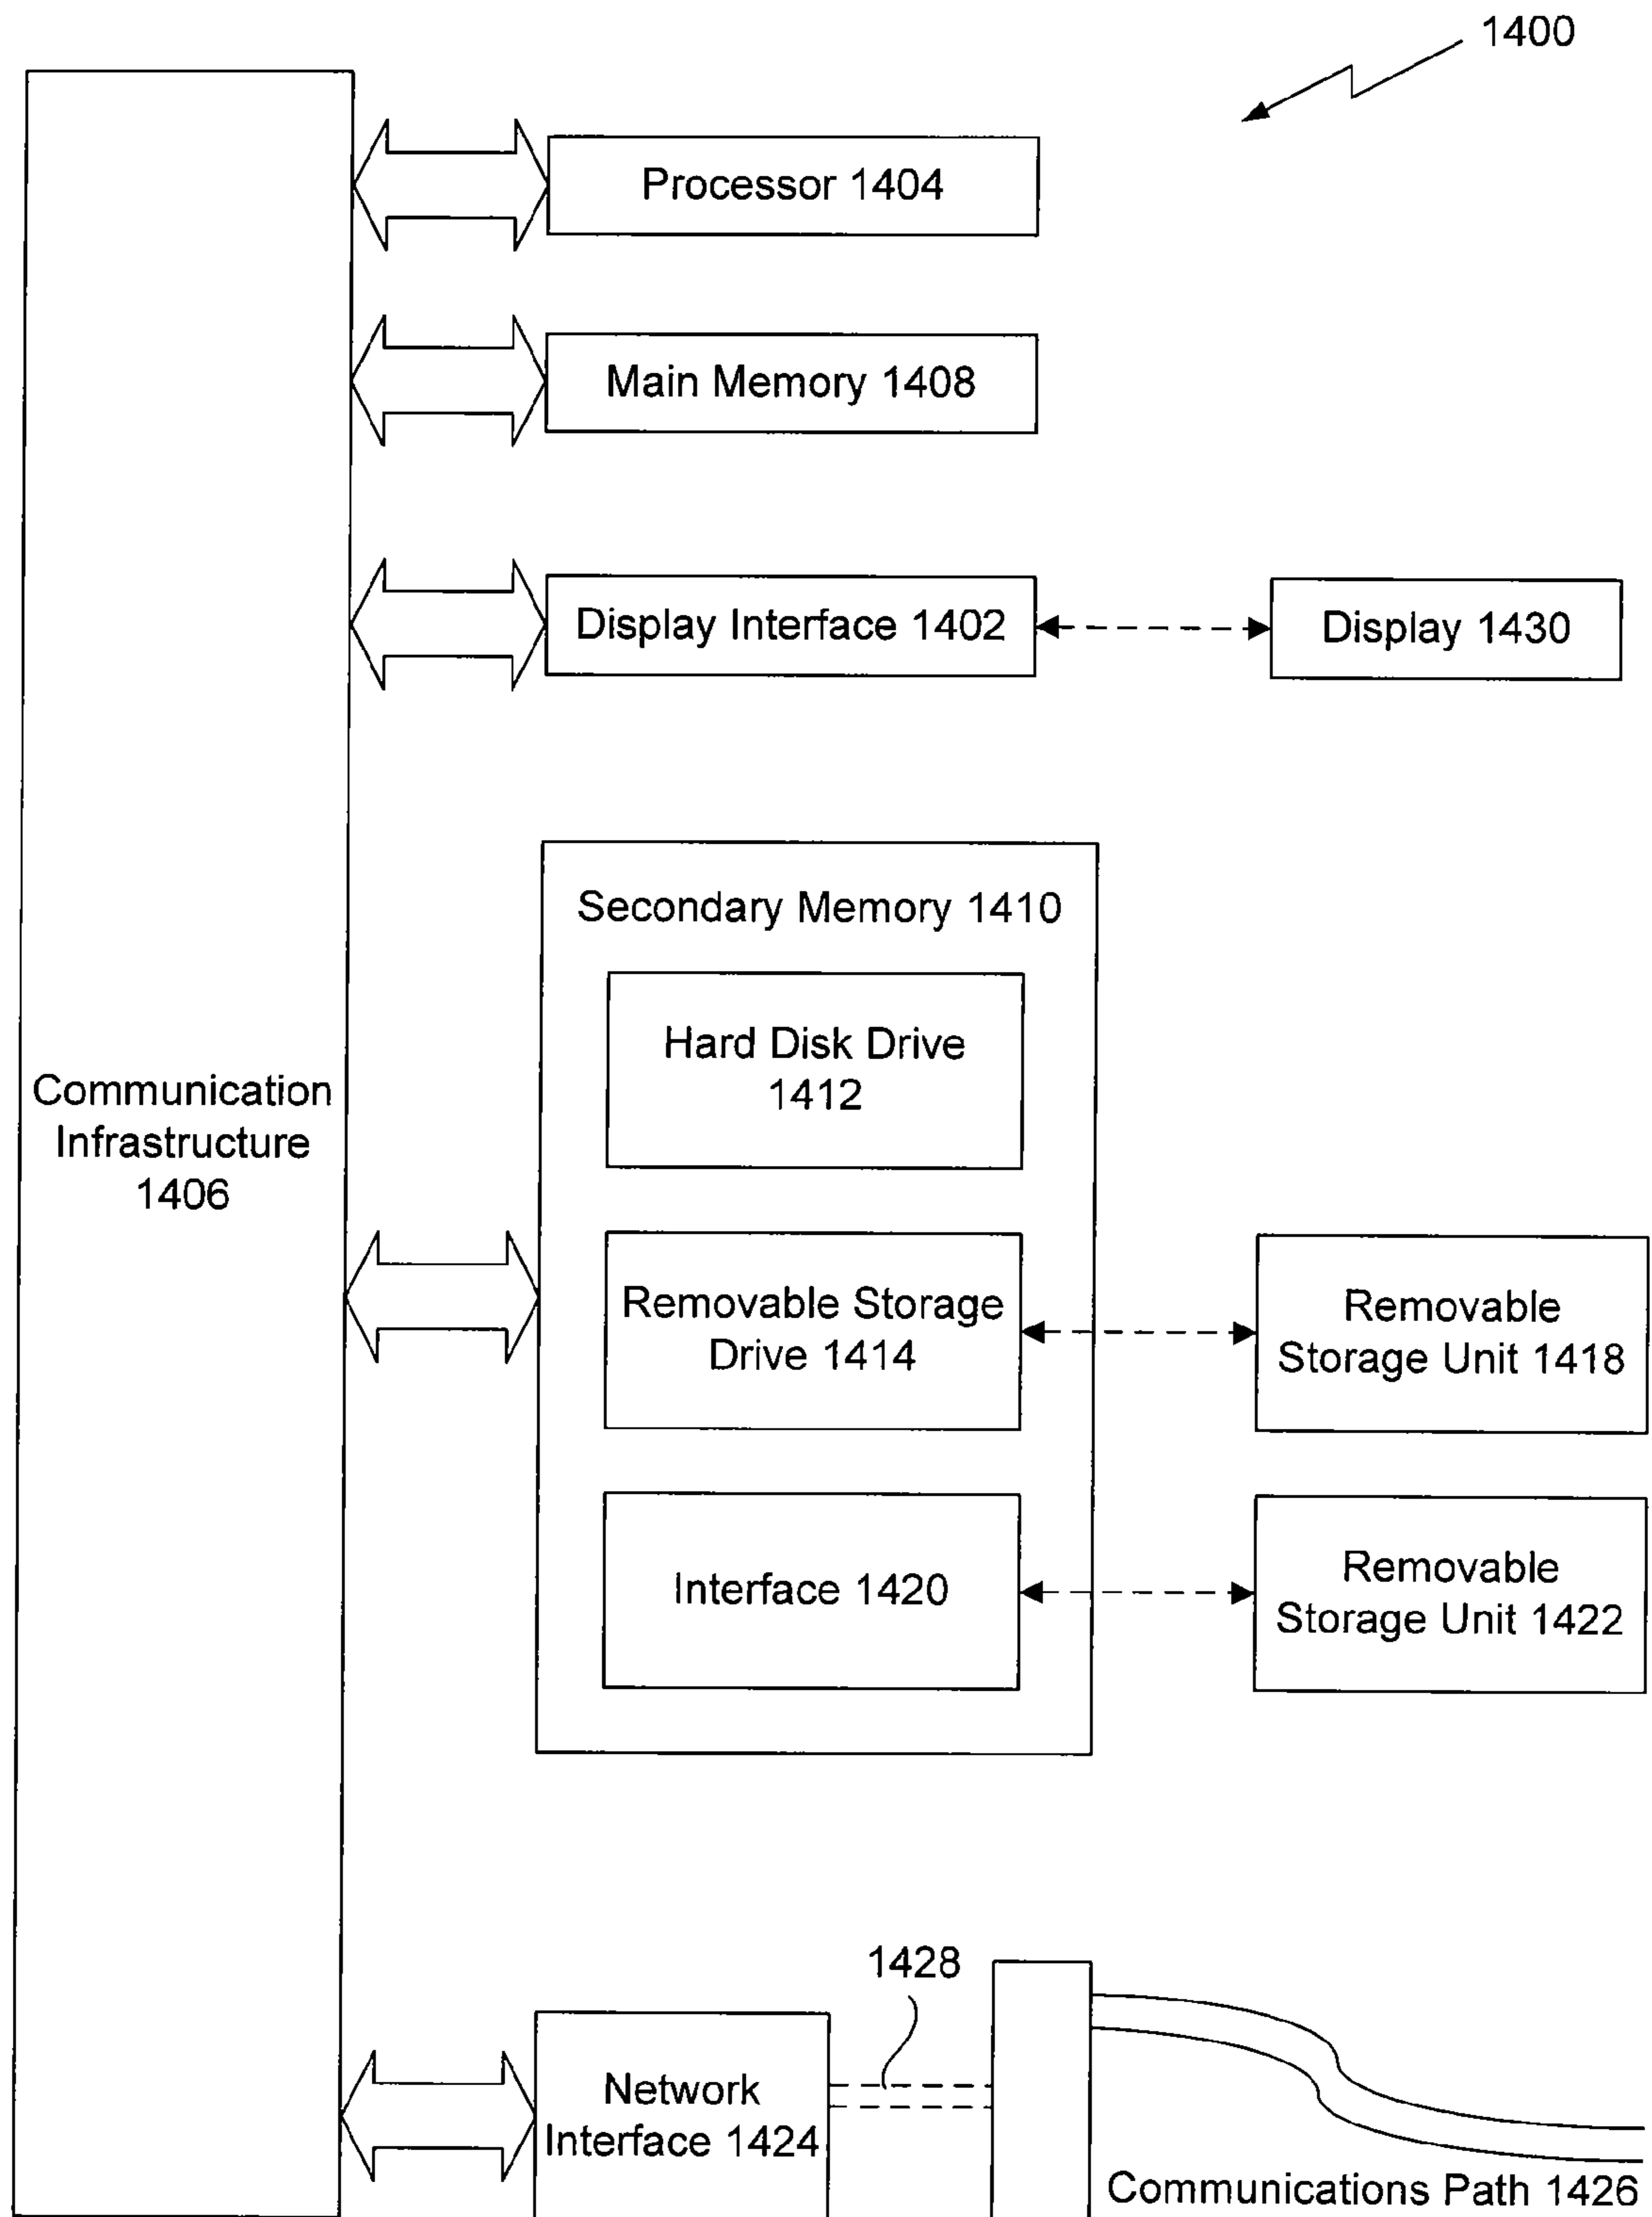 1400
Processor 1404
Main Memory 1408
Display Interface 1402
Display 1430
Secondary Memory 1410
Hard Disk Drive
1412
Communication
Infrastructure
1406
Removable Storage
Drive 1414
Removable
Storage Unit 1418
Interface 1420
Removable
Storage Unit 1422
1428
Network
Interface 1424
Communications Path 1426